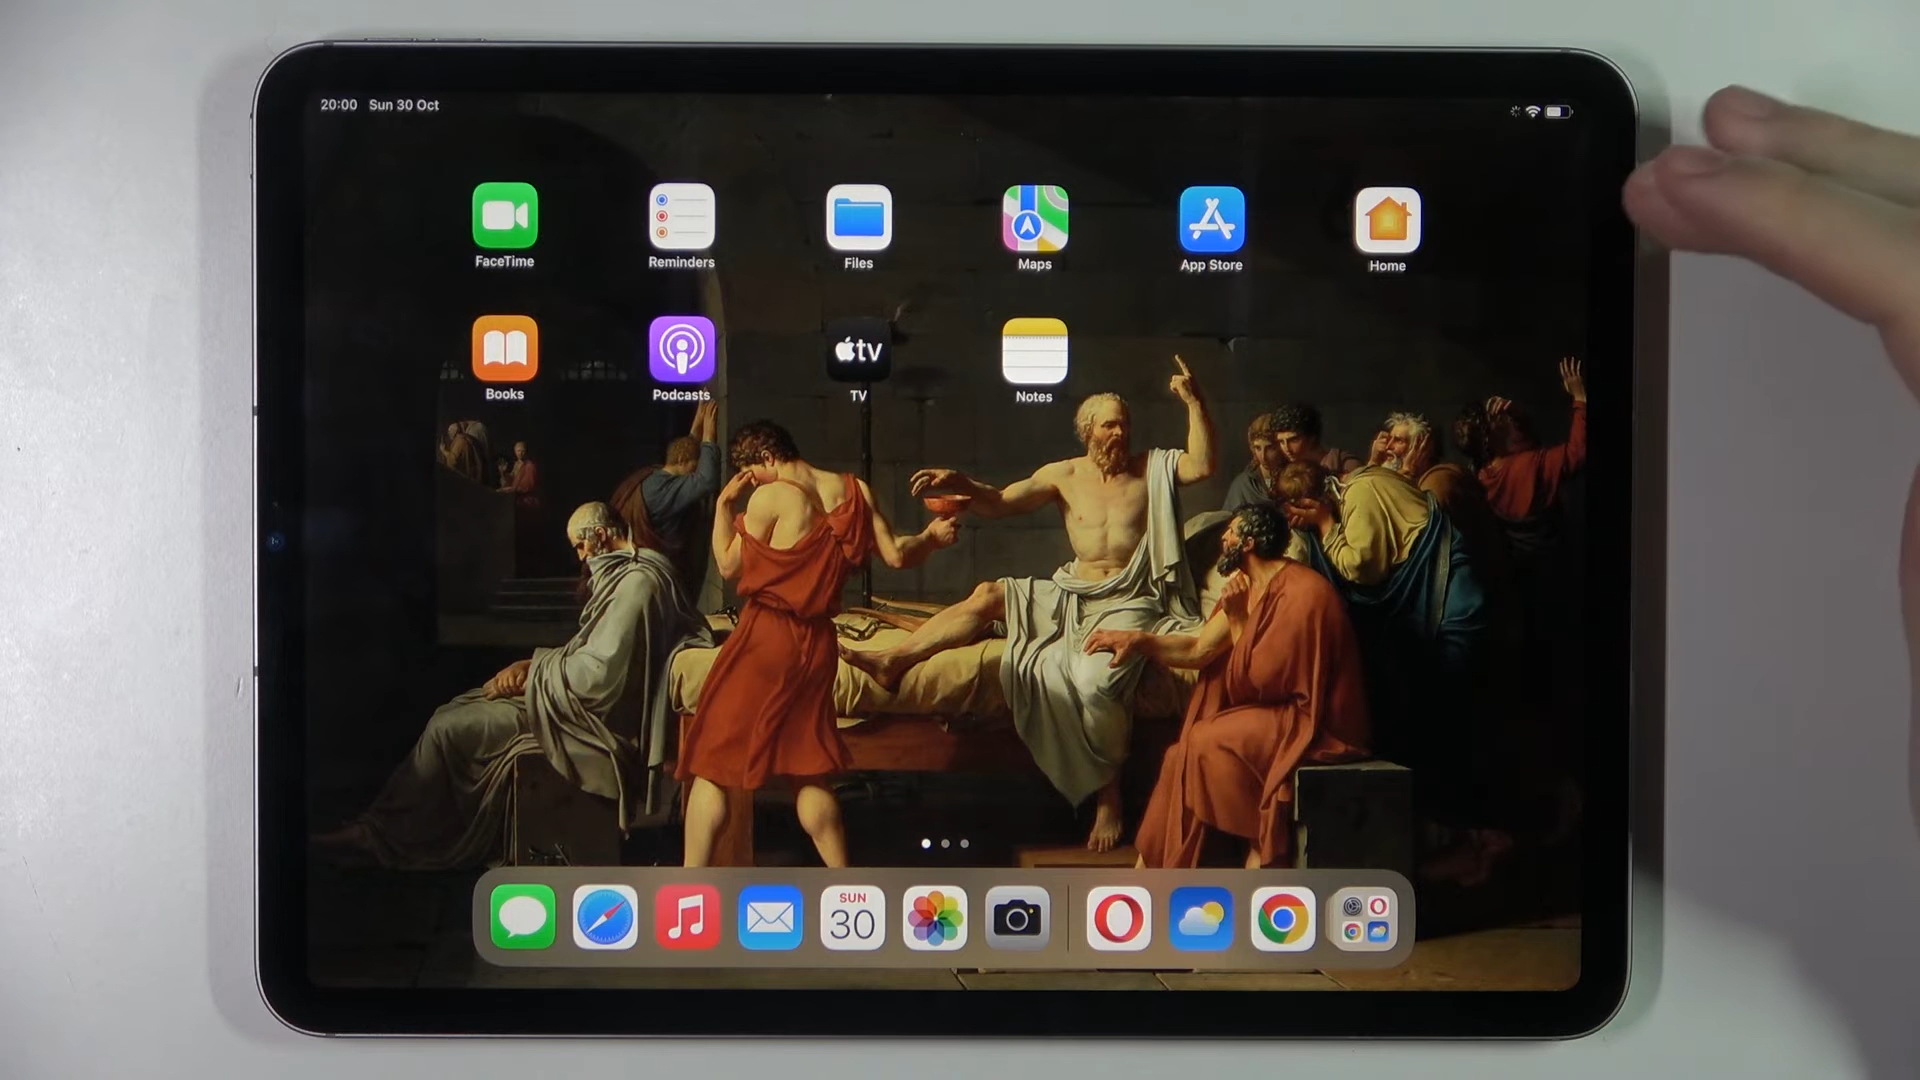 20:00 Sun 30 Oct
FaceTime
Reminders
Files
Maps
App Store
Home
tv
Books
Podcasts
TV
Notes
SUN
30